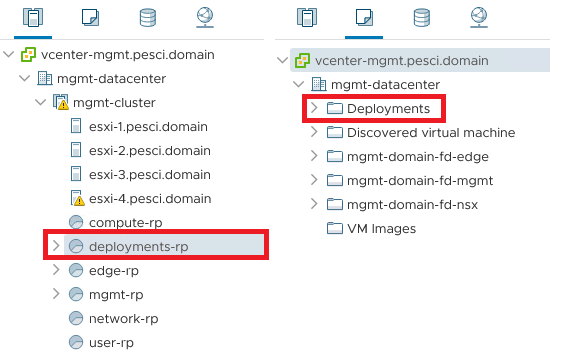 vcenter-mgmt.pesci.domain
mgmt-datacenter
mgmt-cluster
esxi-1.pesci.domain
esxi-2.pesci.domain
esxi-3.pesci.domain
esxi-4.pesci.domain
compute-rp
deployments-rp
edge-rp
mgmt-rp
network-rp
user-rp
vcenter-mgmt.pesci.domain
mgmt-datacenter
Deployments
Discovered virtual machine
mgmt-domain-fd-edge
mgmt-domain-fd-mgmt
mgmt-domain-fd-nsx
VM Images